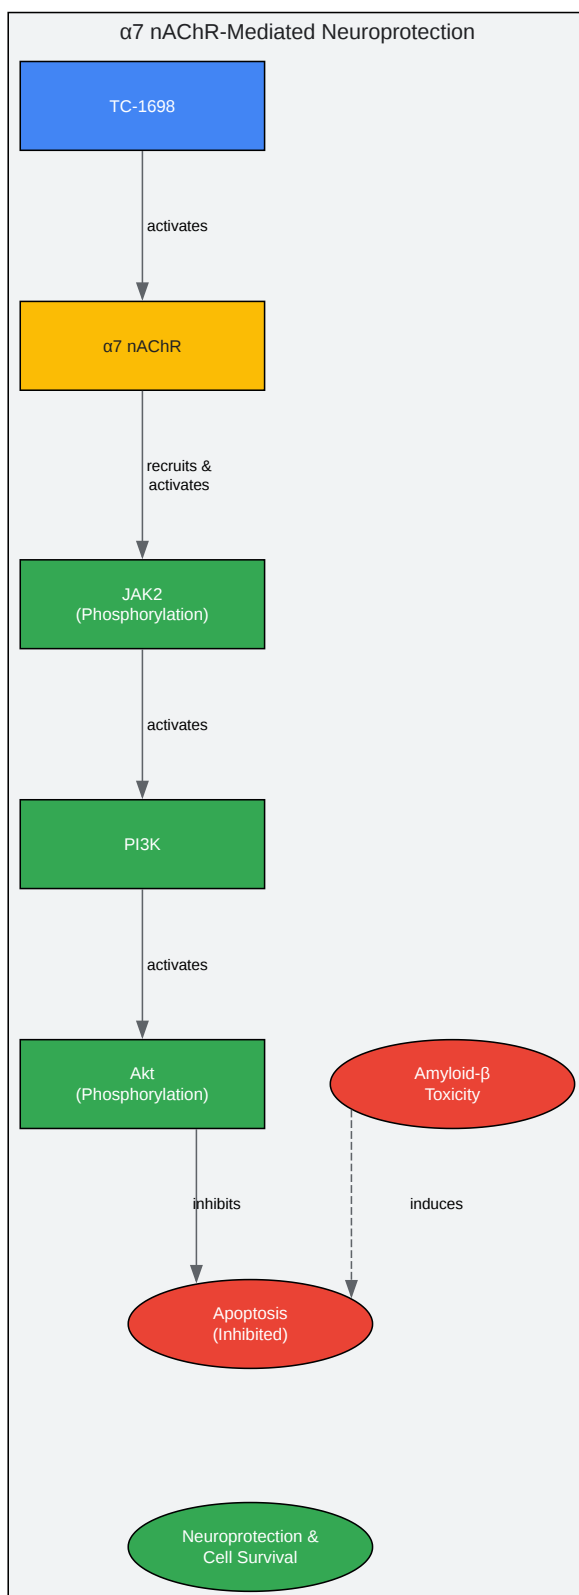 α7 nAChR-Mediated Neuroprotection
TC-1698
activates
α7 nAChR
recruits &
activates
JAK2
(Phosphorylation)
activates
PI3K
activates
Akt
(Phosphorylation)
Amyloid-β
Toxicity
inhibits
induces
Apoptosis
(Inhibited)
Neuroprotection &
Cell Survival